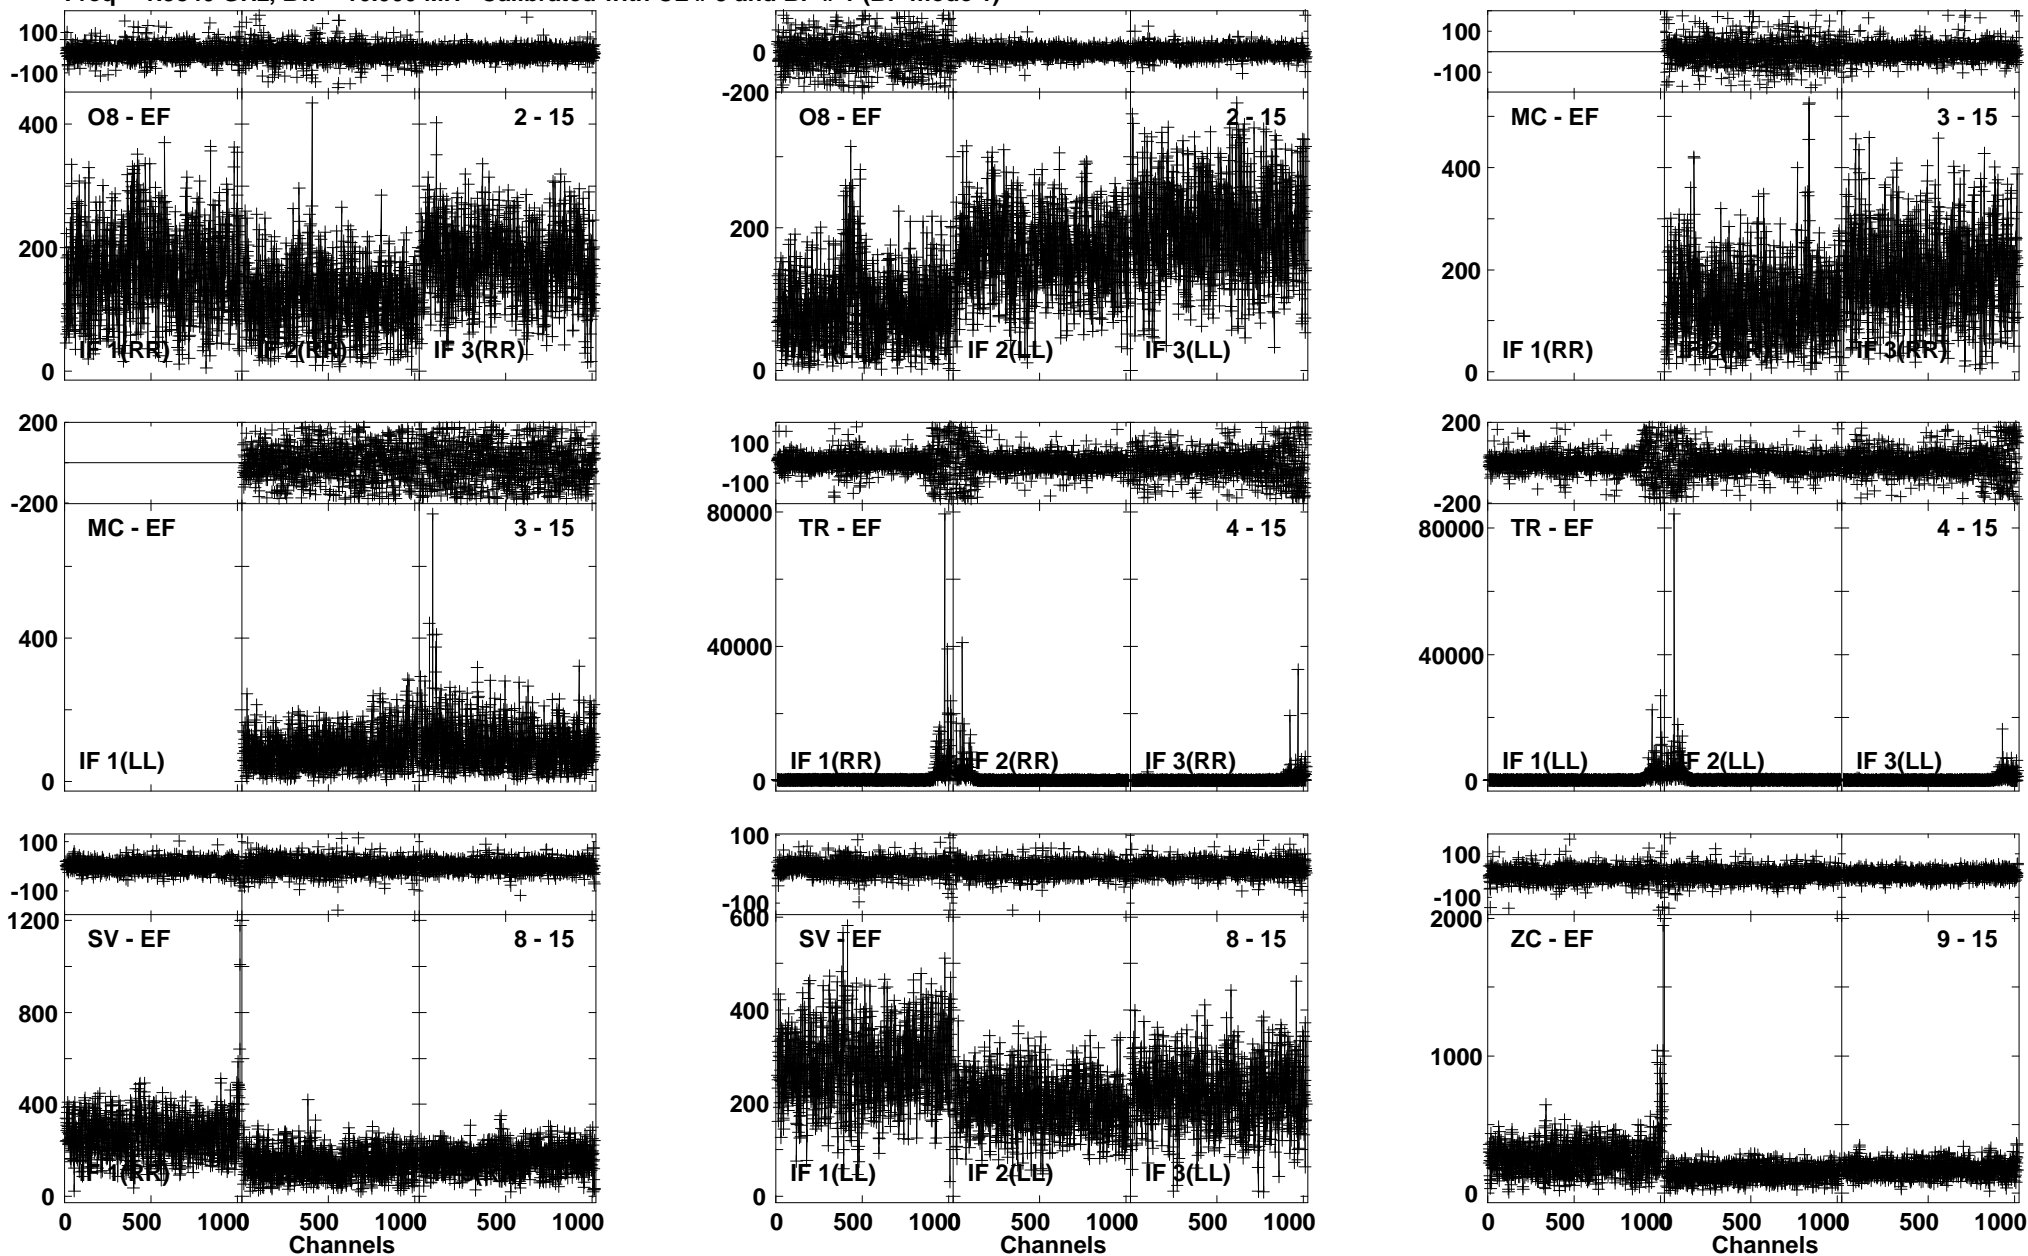 100
-100
O8 - EF
2 - 15
400
200
0
IF 1(RR)
IF 2(RR)
IF 3(RR)
0
-200
O8 - EF
2 - 15
200
0
IF 2(LL)
IF 3(LL)
100
-100
MC - EF
3 - 15
400
200
0
IF 1(RR)
IF 2(RR)
IF 3(RR)
200
-200
MC - EF
3 - 15
400
0
IF 1(LL)
100
-100
80000
TR - EF
4 - 15
40000
0
IF 1(RR)
F 2(RR)
IF 3(RR)
200
-200
80000
TR - EF
4 - 15
40000
0
IF 1(LL)
F 2(LL)
IF 3(LL)
100
-100
1200
SV - EF
8 - 15
800
400
0
IF 1(RR)
0 500 1000 500 1000 500 1000
Channels
100
-100
600
SV - EF
8 - 15
400
200
0
IF 1(LL)
IF 2(LL)
IF 3(LL)
0 500 1000 500 1000 500 1000
Channels
100
-100
2000
ZC - EF
9 - 15
1000
0
0 500 1000 500 1000 500 1000
Channels